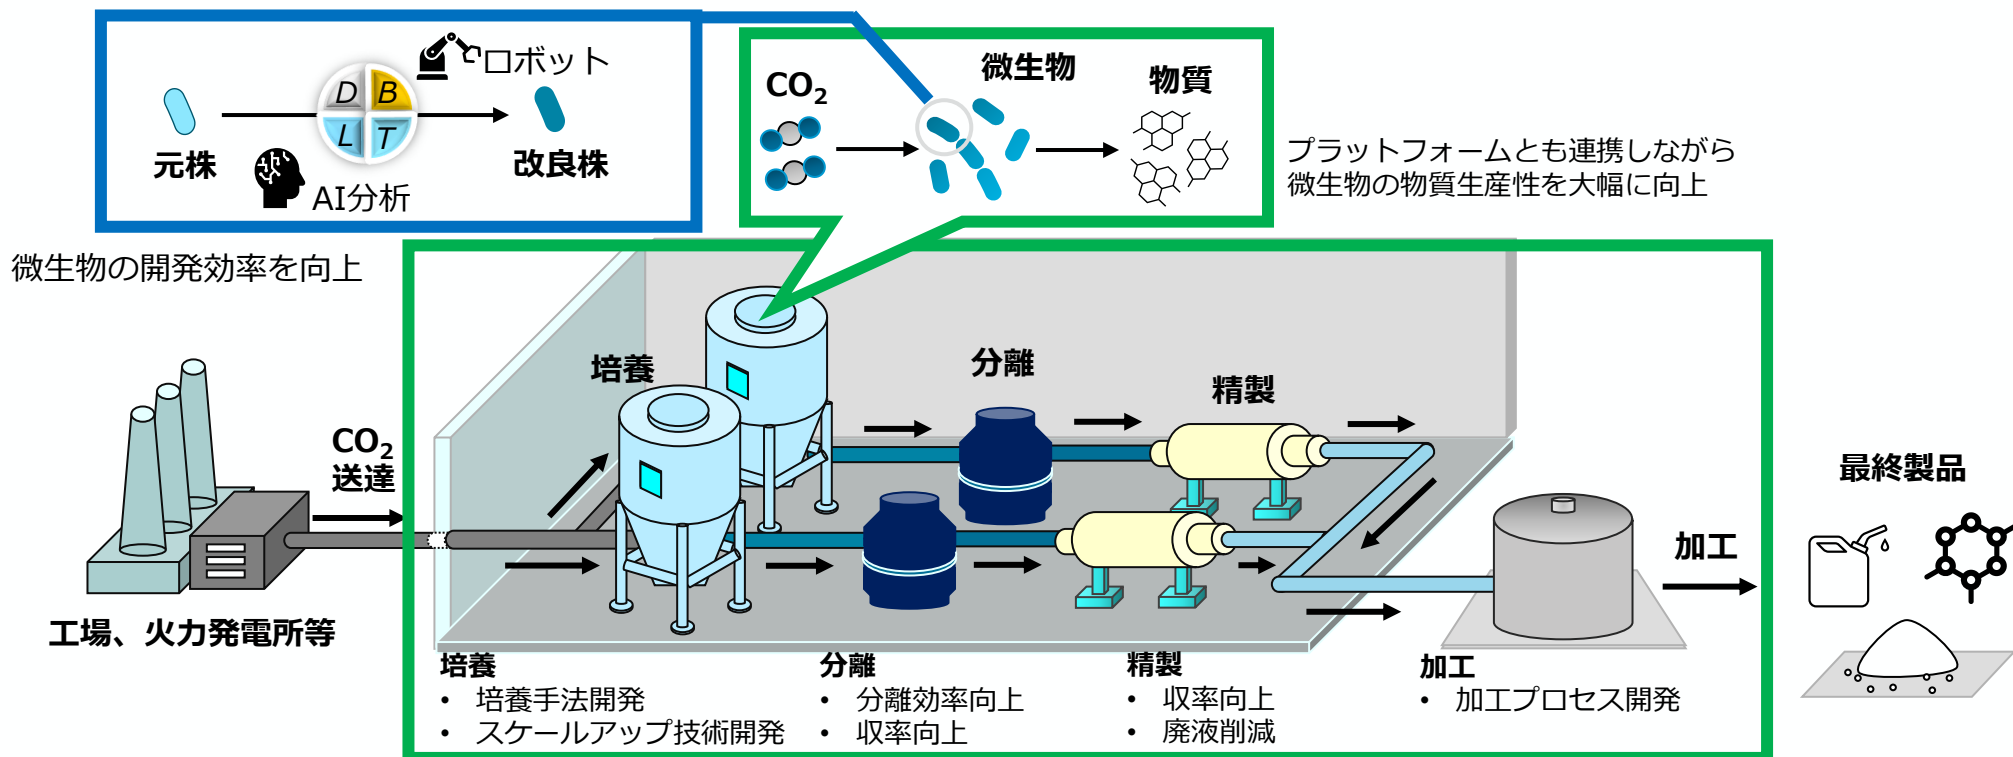 ロボット
D B
L T
元株
改良株
AI分析
微生物の開発効率を向上
CO₂
微生物
物質
プラットフォームとも連携しながら
微生物の物質生産性を大幅に向上
培養
分離
精製
CO₂
送達
工場、火力発電所等
加工
最終製品
培養
• 培養手法開発
• スケールアップ技術開発
分離
• 分離効率向上
• 収率向上
精製
• 収率向上
• 廃液削減
加工
• 加工プロセス開発